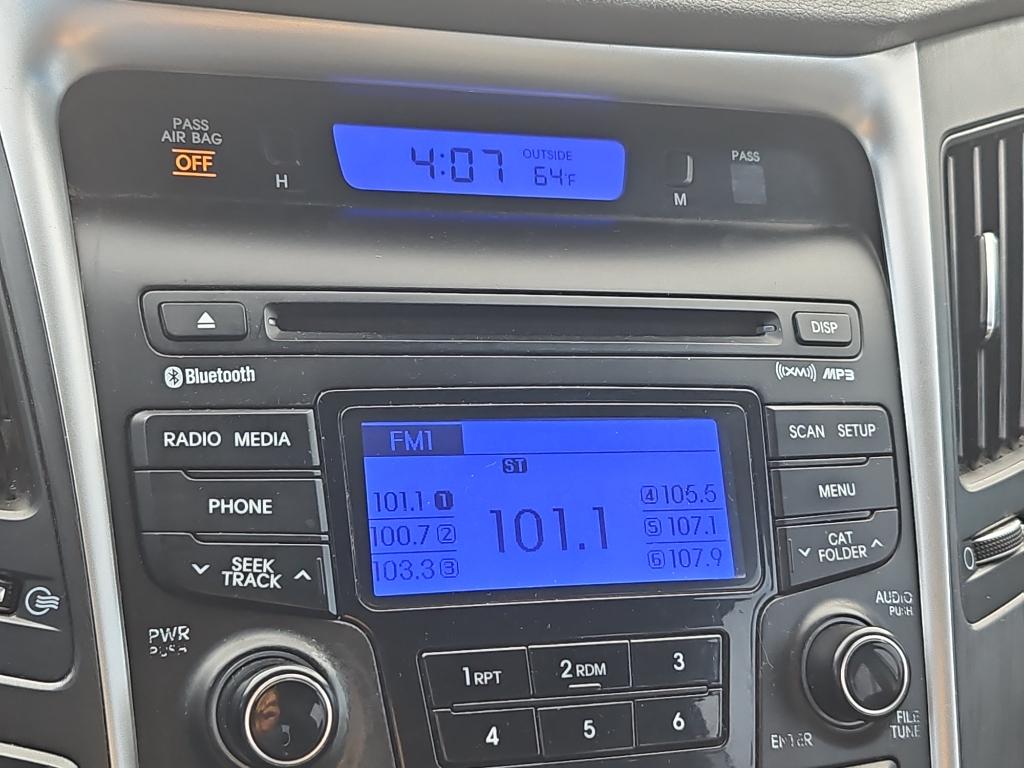 PASS
AIR BAG
OFF
H
4:07
OUTSIDE
64°F
M
PASS
DISP
Bluetooth
((XM)) MP3
RADIO MEDIA
PHONE
SEEK
TRACK
FM1
ST
101.1 1
100.7 2
103.3 3
101.1
4 105.5
5 107.1
6 107.9
SCAN SETUP
MENU
CAT
FOLDER
PWR
PUSH
1 RPT
2 RDM
3
4
5
6
AUDIO
PUSH
FILE
TUNE
ENTER